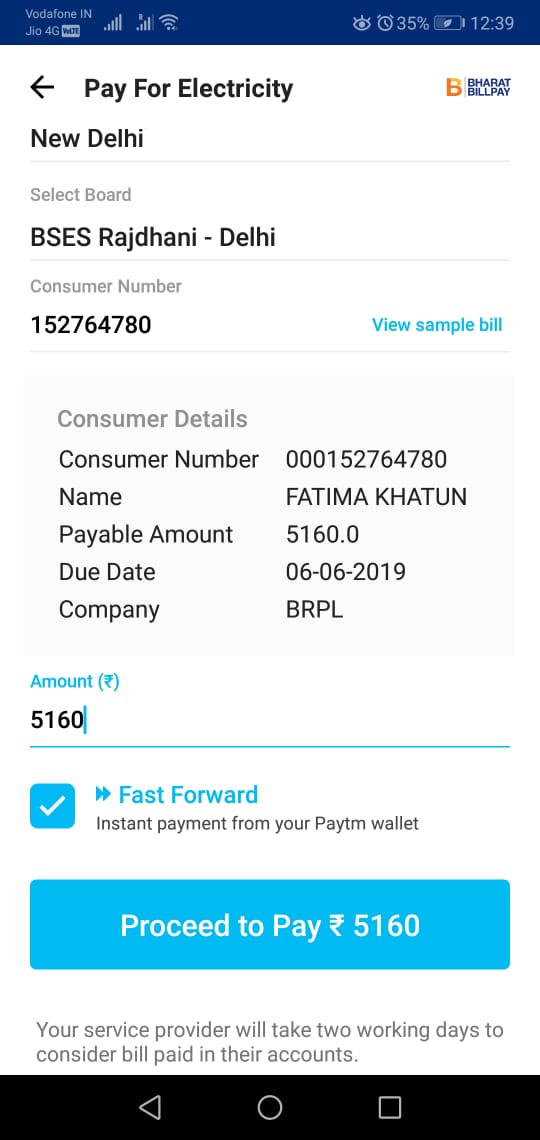 Vodafone IN
Jio 4G VoLTE
35% 12:39
Pay For Electricity
B BHARAT BILLPAY
New Delhi
Select Board
BSES Rajdhani - Delhi
Consumer Number
152764780 View sample bill
Consumer Details
Consumer Number 000152764780
Name FATIMA KHATUN
Payable Amount 5160.0
Due Date 06-06-2019
Company BRPL
Amount (₹)
5160
Fast Forward
Instant payment from your Paytm wallet
Proceed to Pay ₹ 5160
Your service provider will take two working days to
consider bill paid in their accounts.